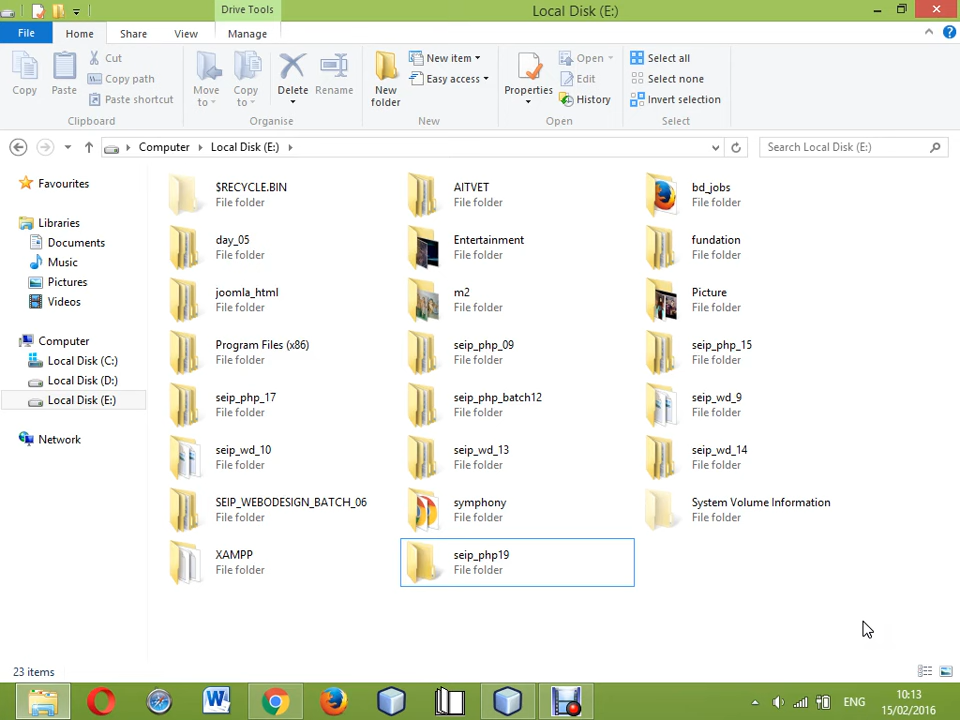 Drive Tools
Local Disk (E:)
File
Home
Share
View
Manage
Copy
Paste
Cut
Copy path
Paste shortcut
Clipboard
Move to
Copy to
Delete
Rename
Organise
New folder
New item
Easy access
New
Properties
Open
Edit
History
Open
Select all
Select none
Invert selection
Select
Computer
Local Disk (E:)
Search Local Disk (E:)
Favourites
Libraries
Documents
Music
Pictures
Videos
Computer
Local Disk (C:)
Local Disk (D:)
Local Disk (E:)
Network
$RECYCLE.BIN
File folder
AITVET
File folder
bd_jobs
File folder
day_05
File folder
Entertainment
File folder
fundation
File folder
joomla_html
File folder
m2
File folder
Picture
File folder
Program Files (x86)
File folder
seip_php_09
File folder
seip_php_15
File folder
seip_php_17
File folder
seip_php_batch12
File folder
seip_wd_9
File folder
seip_wd_10
File folder
seip_wd_13
File folder
seip_wd_14
File folder
SEIP_WEBODESIGN_BATCH_06
File folder
symphony
File folder
System Volume Information
File folder
XAMPP
File folder
seip_php19
File folder
23 items
ENG
10:13
15/02/2016